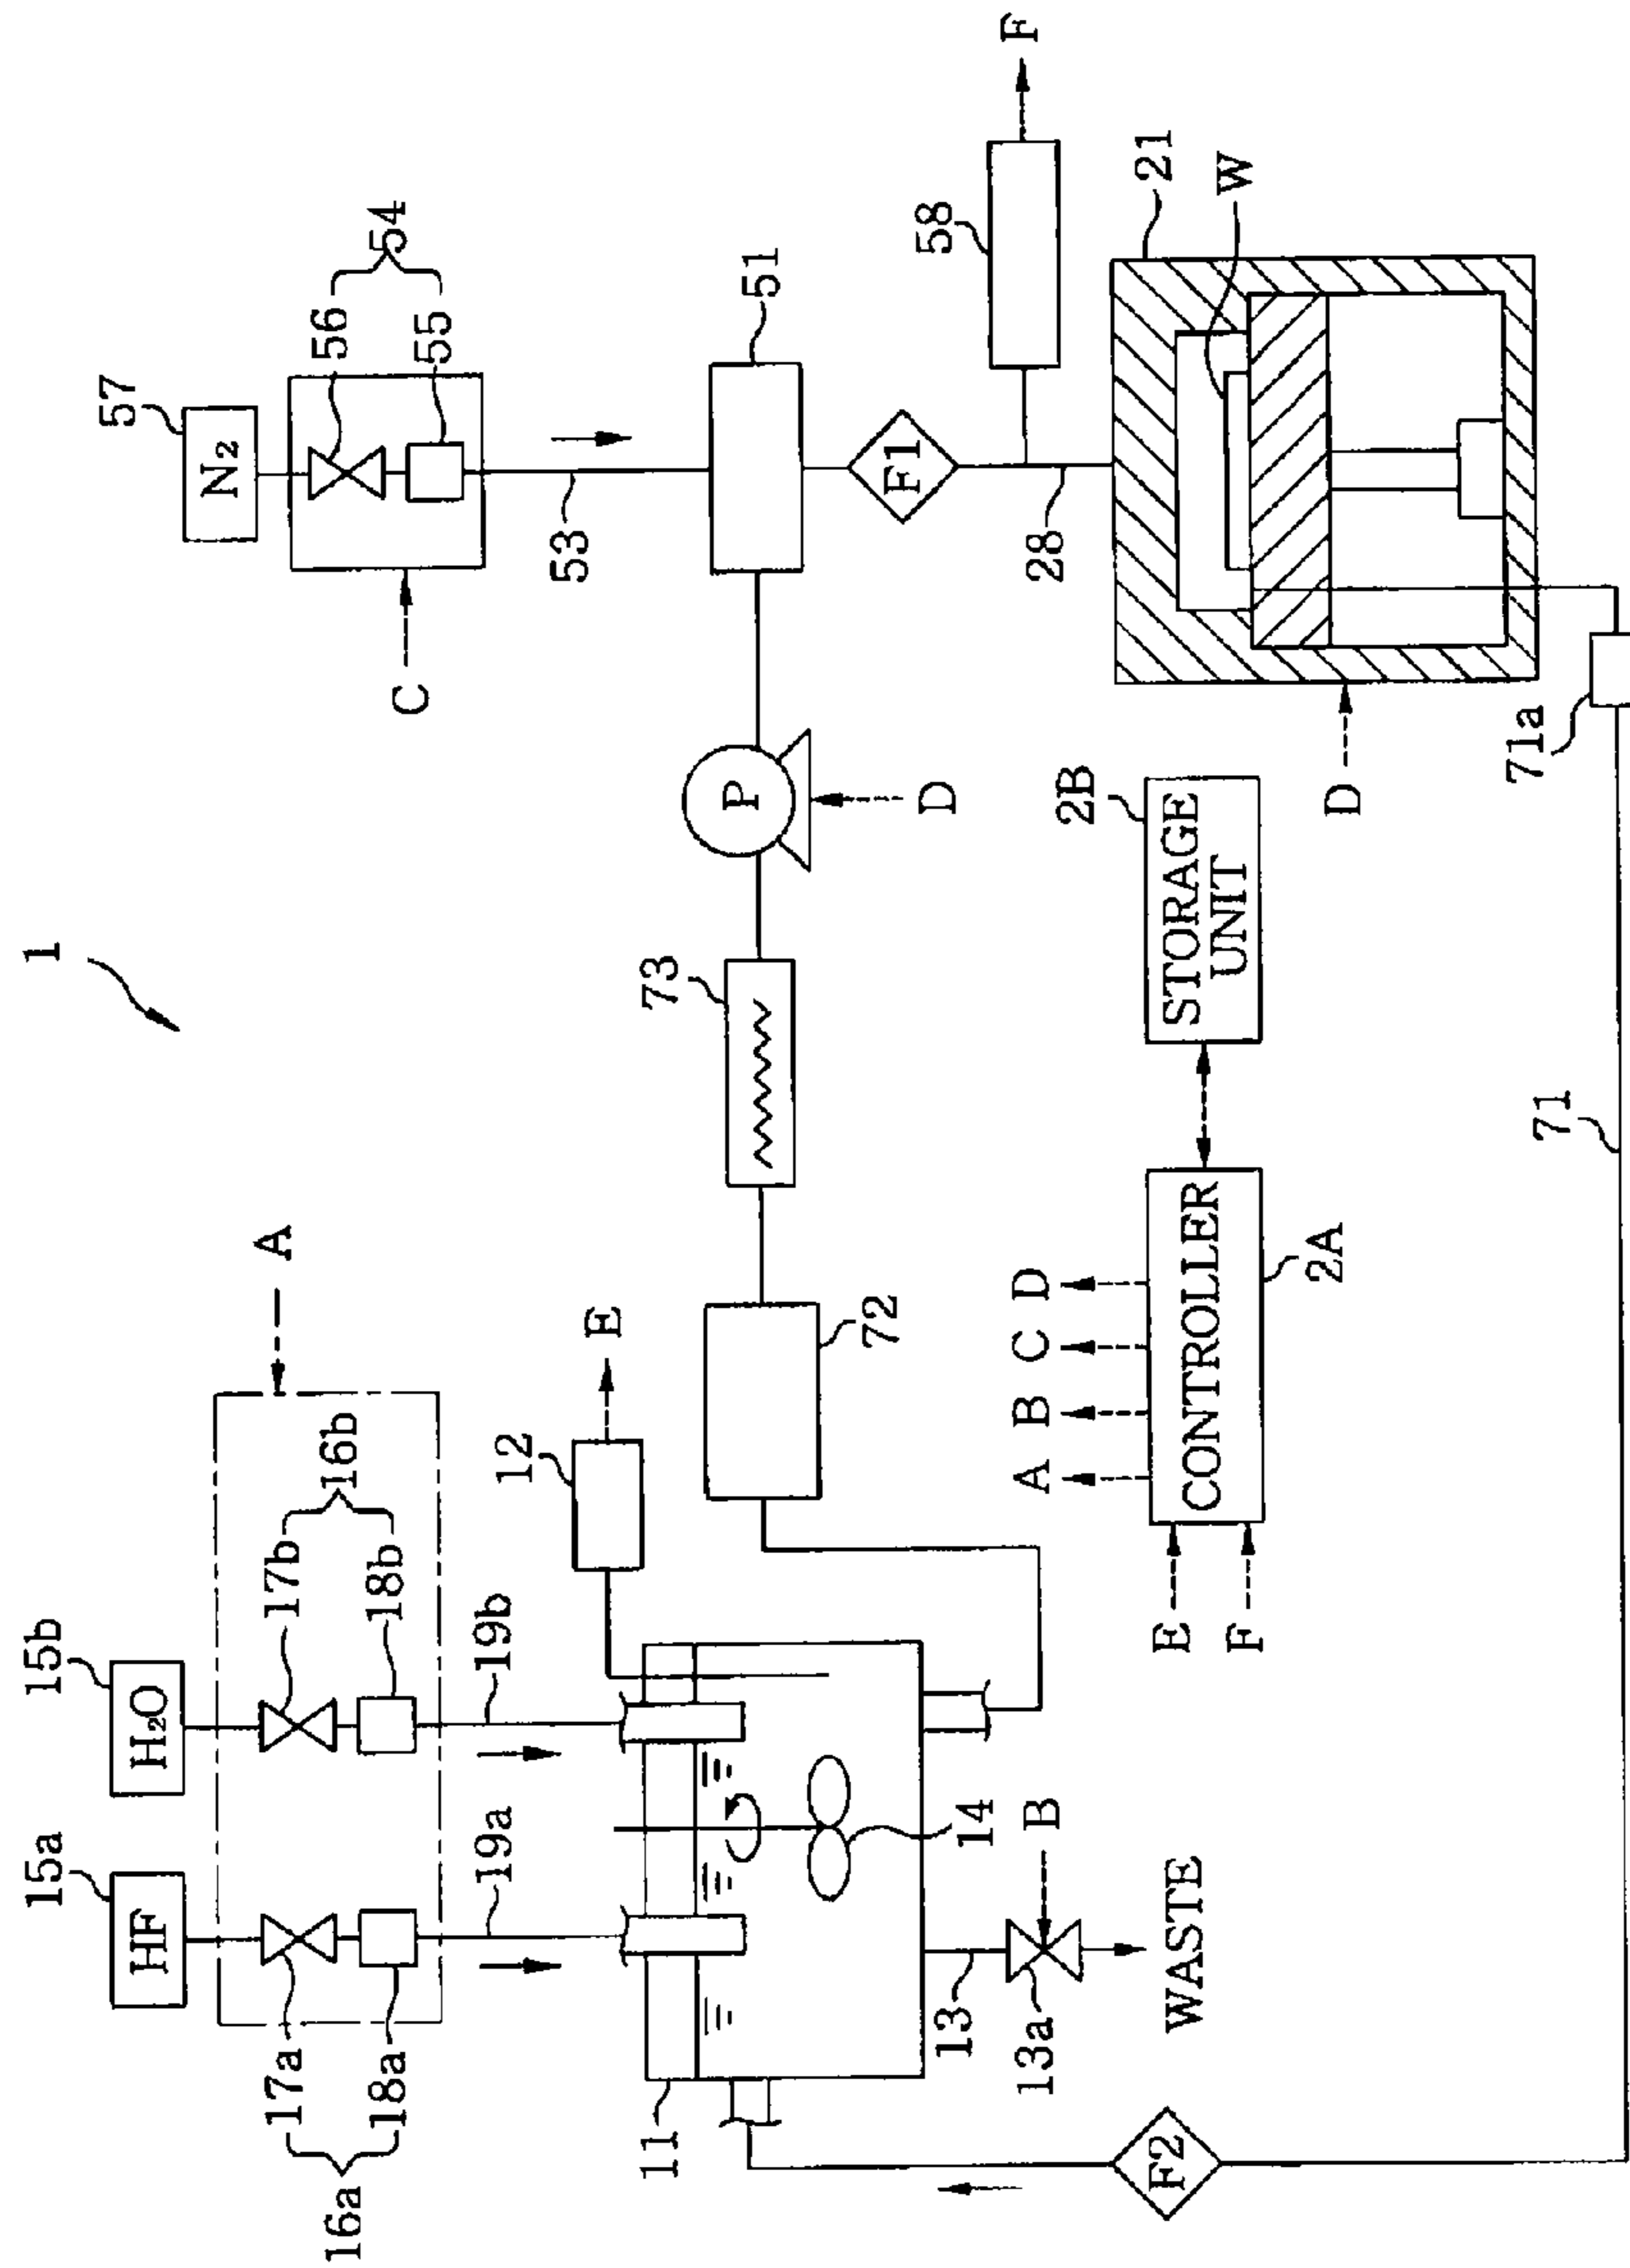 1
15a
HF
15b
H₂O
A
57
N₂
17a
18a
16a
17b
18b
16b
56
55
54
C
19a
19b
12
E
53
51
11
14
72
73
P
D
F1
58
F
28
13
13a
B
WASTE
A B C D
E
F
CONTROLLER
2A
STORAGE
UNIT
2B
21
W
D
F2
71
71a